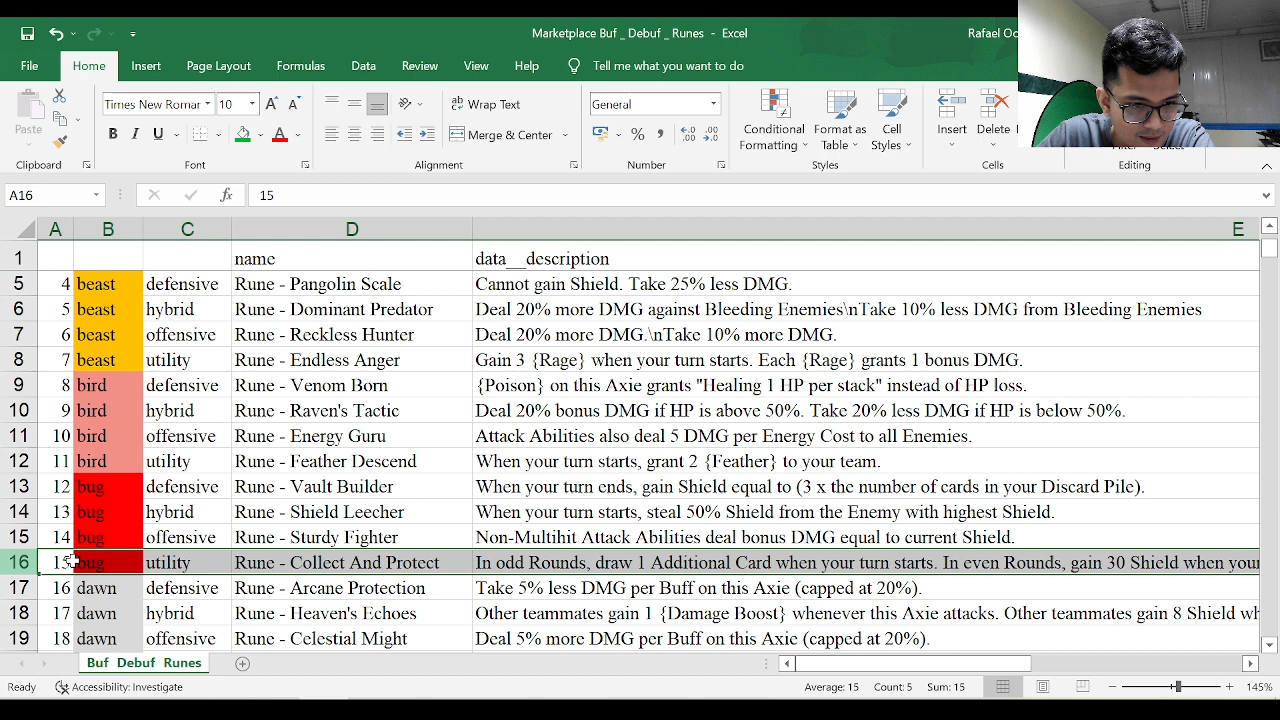 Marketplace Buf _ Debuf _ Runes - Excel
Rafael Oc
File Home Insert Page Layout Formulas Data Review View Help Tell me what you want to do
Paste
Times New Romar 10
B I U
Wrap Text
Merge & Center
General
Conditional Formatting
Format as Table
Cell Styles
Insert
Delete
Clipboard Font Alignment Number Styles Cells Editing
A16 fx 15
A B C D E
1 name data__description
5 4 beast defensive Rune - Pangolin Scale Cannot gain Shield. Take 25% less DMG.
6 5 beast hybrid Rune - Dominant Predator Deal 20% more DMG against Bleeding Enemies\nTake 10% less DMG from Bleeding Enemies
7 6 beast offensive Rune - Reckless Hunter Deal 20% more DMG.\nTake 10% more DMG.
8 7 beast utility Rune - Endless Anger Gain 3 {Rage} when your turn starts. Each {Rage} grants 1 bonus DMG.
9 8 bird defensive Rune - Venom Born {Poison} on this Axie grants "Healing 1 HP per stack" instead of HP loss.
10 9 bird hybrid Rune - Raven's Tactic Deal 20% bonus DMG if HP is above 50%. Take 20% less DMG if HP is below 50%.
11 10 bird offensive Rune - Energy Guru Attack Abilities also deal 5 DMG per Energy Cost to all Enemies.
12 11 bird utility Rune - Feather Descend When your turn starts, grant 2 {Feather} to your team.
13 12 bug defensive Rune - Vault Builder When your turn ends, gain Shield equal to (3 x the number of cards in your Discard Pile).
14 13 bug hybrid Rune - Shield Leecher When your turn starts, steal 50% Shield from the Enemy with highest Shield.
15 14 bug offensive Rune - Sturdy Fighter Non-Multihit Attack Abilities deal bonus DMG equal to current Shield.
16 15 bug utility Rune - Collect And Protect In odd Rounds, draw 1 Additional Card when your turn starts. In even Rounds, gain 30 Shield when your
17 16 dawn defensive Rune - Arcane Protection Take 5% less DMG per Buff on this Axie (capped at 20%).
18 17 dawn hybrid Rune - Heaven's Echoes Other teammates gain 1 {Damage Boost} whenever this Axie attacks. Other teammates gain 8 Shield wh
19 18 dawn offensive Rune - Celestial Might Deal 5% more DMG per Buff on this Axie (capped at 20%).
Buf_Debuf_Runes
Ready Accessibility: Investigate Average: 15 Count: 5 Sum: 15 145%